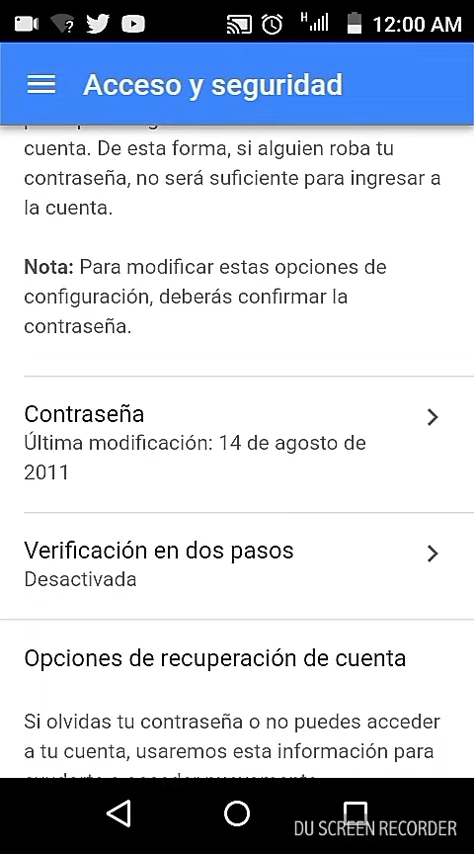 H 12:00 AM
Acceso y seguridad
cuenta. De esta forma, si alguien roba tu
contraseña, no será suficiente para ingresar a
la cuenta.
Nota: Para modificar estas opciones de
configuración, deberás confirmar la
contraseña.
Contraseña
Última modificación: 14 de agosto de
2011
Verificación en dos pasos
Desactivada
Opciones de recuperación de cuenta
Si olvidas tu contraseña o no puedes acceder
a tu cuenta, usaremos esta información para
DU SCREEN RECORDER